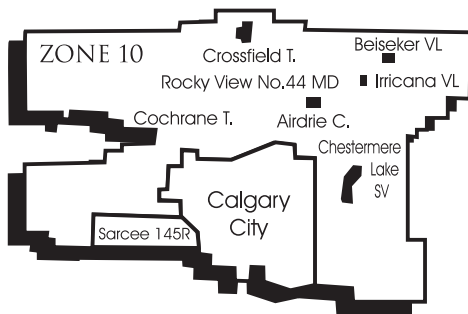 ZONE 10
Crossfield T.
Beiseker VL
Rocky View No.44 MD
Irricana VL
Cochrane T.
Airdrie C.
Chestermere
Lake
SV
Calgary
City
Sarcee 145R